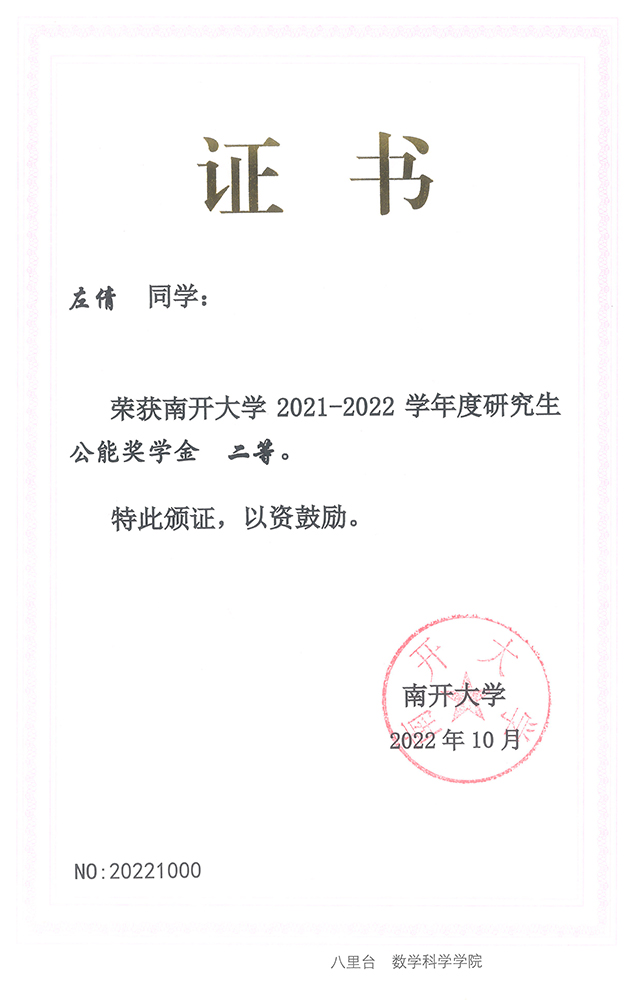 证书
左倩 同学：
荣获南开大学 2021-2022 学年度研究生
公能奖学金 二等。
特此颁证，以资鼓励。
南开大学
南开大学
2022 年 10 月
NO:20221000
八里台 数学科学学院